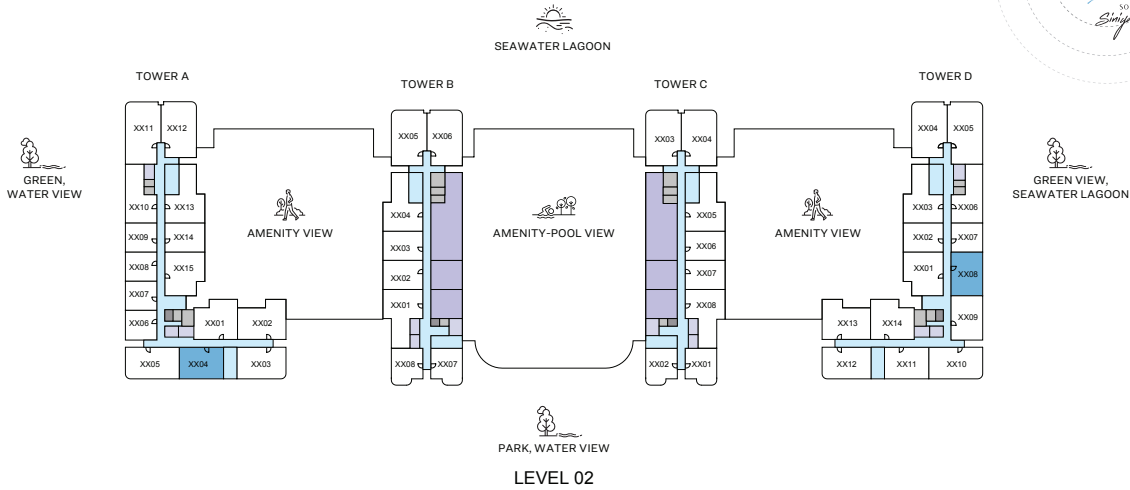 SO
SEAWATER LAGOON
TOWER A
TOWER B
TOWER C
TOWER D
XX11 XX12
XX05 XX06
XX03 XX04
XX04 XX05
GREEN,
WATER VIEW
GREEN VIEW,
SEAWATER LAGOON
XX10 XX13
XX09 XX14
XX08 XX15
XX07
XX06 XX01 XX02
XX05 XX04 XX03
AMENITY VIEW
XX04
XX03
XX02
XX01
XX08 XX07
AMENITY-POOL VIEW
XX05
XX06
XX07
XX08
XX02 XX01
AMENITY VIEW
XX03 XX06
XX02 XX07
XX01 XX08
XX09
XX13 XX14
XX12 XX11 XX10
PARK, WATER VIEW
LEVEL 02